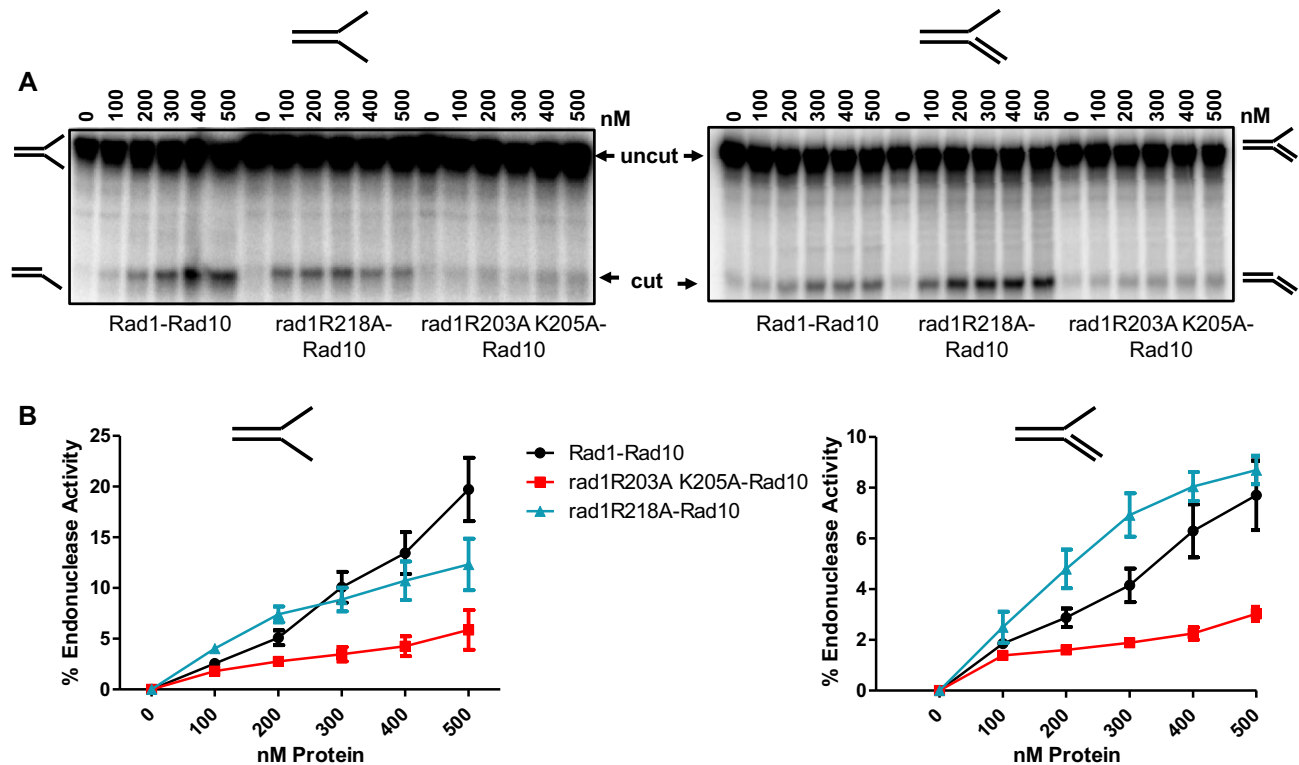 A
0 100 200 300 400 500 0 100 200 300 400 500 0 100 200 300 400 500 nM
0 100 200 300 400 500 0 100 200 300 400 500 0 100 200 300 400 500
uncut
cut
Rad1-Rad10
rad1R218A-
Rad10
rad1R203A K205A-
Rad10
Rad1-Rad10
rad1R218A-
Rad10
rad1R203A K205A-
Rad10
B
% Endonuclease Activity
25
20
15
10
5
0
0 100 200 300 400 500
nM Protein
Rad1-Rad10
rad1R203A K205A-Rad10
rad1R218A-Rad10
% Endonuclease Activity
10
8
6
4
2
0
0 100 200 300 400 500
nM Protein